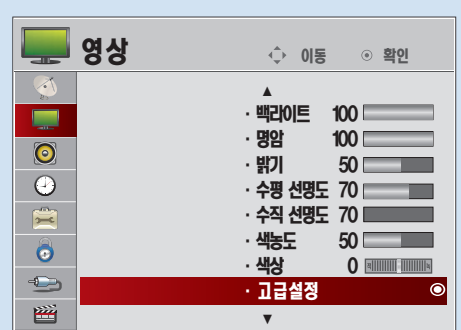 영상 이동 확인
· 백라이트 100
· 명암 100
· 밝기 50
· 수평 선명도 70
· 수직 선명도 70
· 색농도 50
· 색상 0
· 고급설정